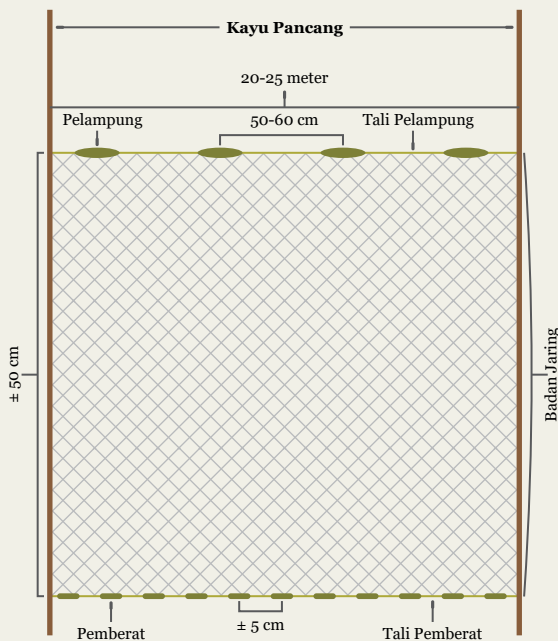 Kayu Pancang
20-25 meter
Pelampung
50-60 cm
Tali Pelampung
± 50 cm
Badan Jaring
Pemberat
± 5 cm
Tali Pemberat